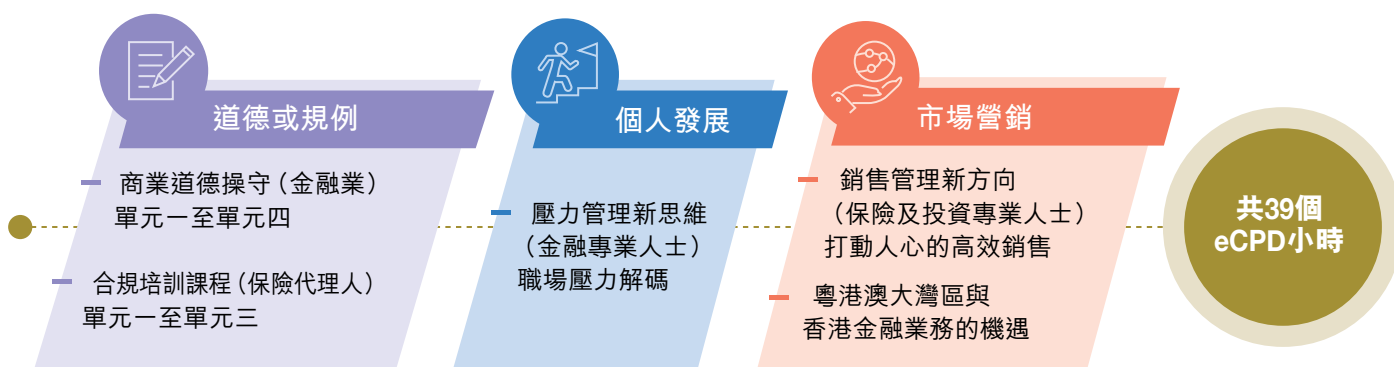 道德或規例
商業道德操守（金融業）
單元一至單元四
合規培訓課程（保險代理人）
單元一至單元三
個人發展
壓力管理新思維
（金融專業人士）
職場壓力解碼
市場營銷
銷售管理新方向
（保險及投資專業人士）
打動人心的高效銷售
粵港澳大灣區與
香港金融業務的機遇
共39個
eCPD小時